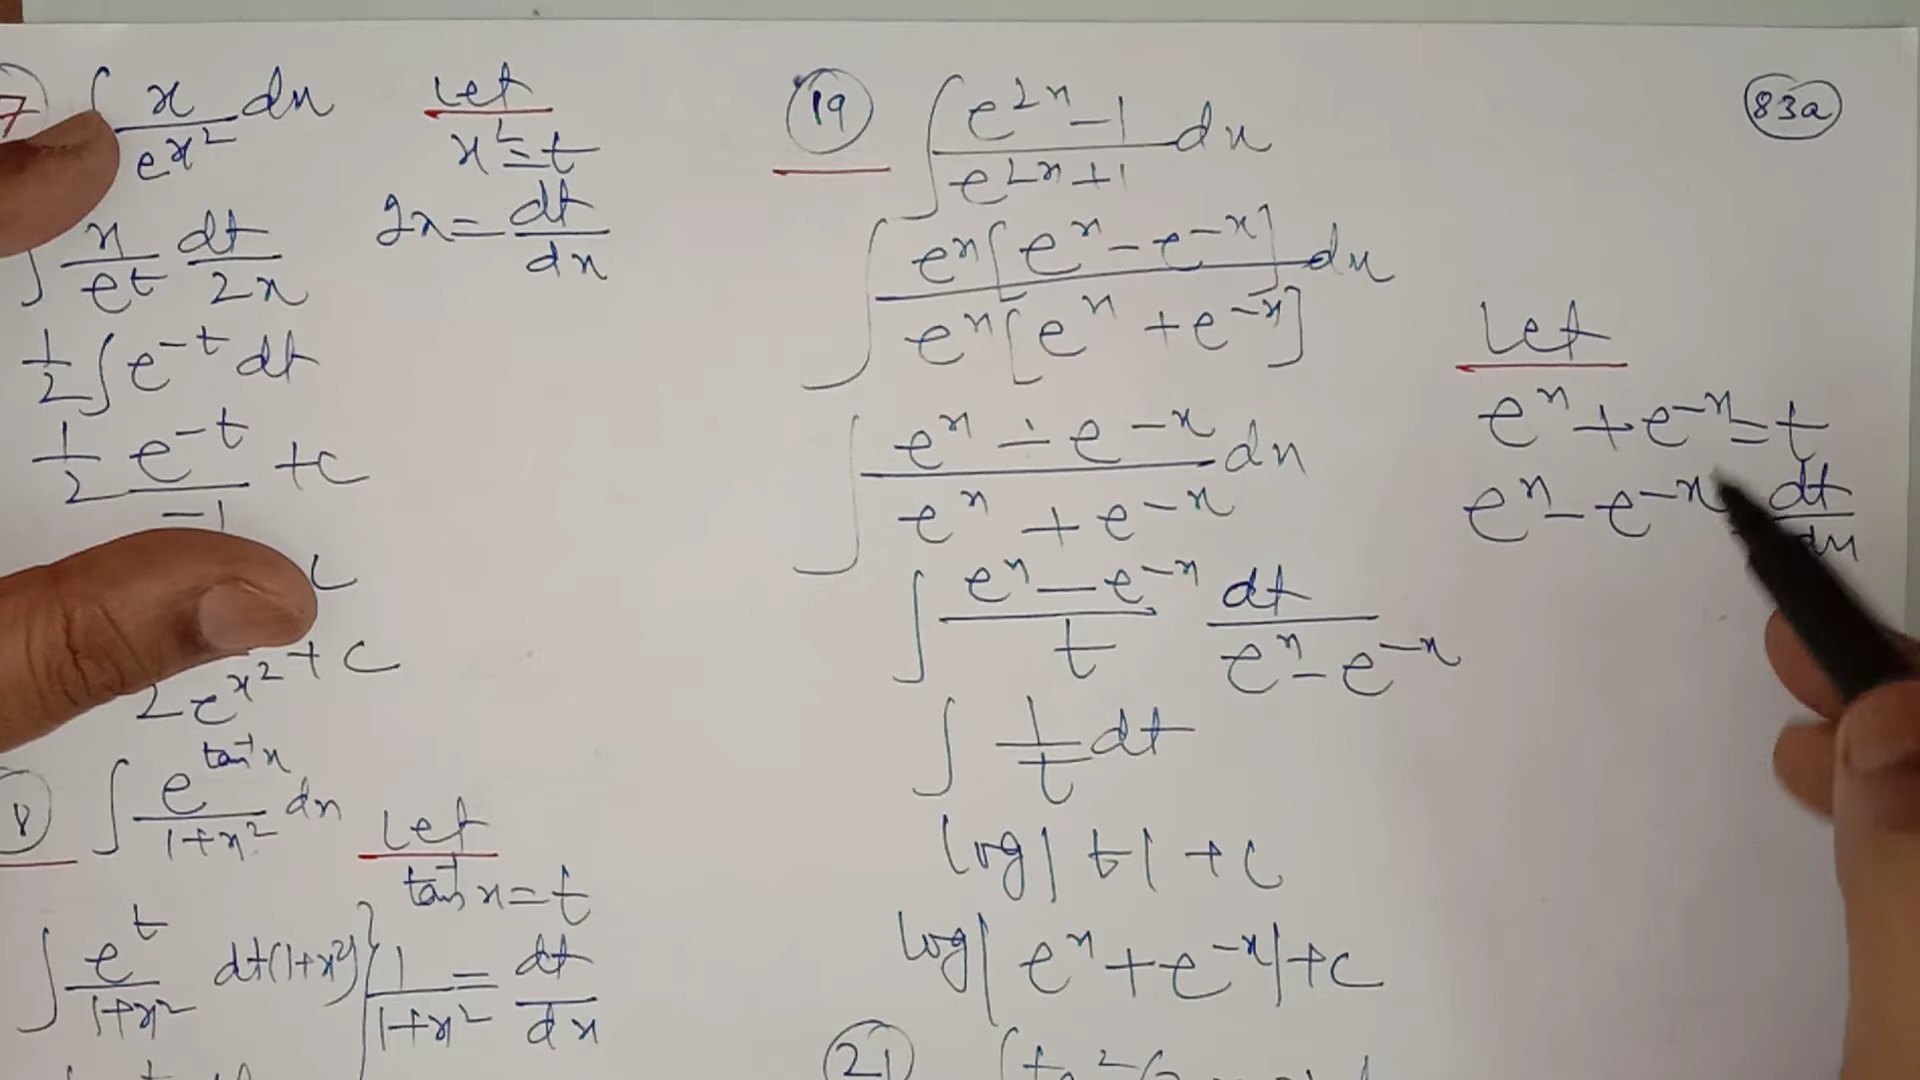 7 ∫ x/e^x² dx Let
x² = t
2x = dt/dx
∫ x/e^t dt/2x
1/2 ∫ e^-t dt
1/2 e^-t/-1 + c
c
2e^x² + c
8 ∫ e^tan⁻¹x/1+x² dx Let
tan⁻¹x = t
∫ e^t/1+x² dt(1+x²) } 1/1+x² = dt/dx
19 ∫ e^2x - 1/e^2x + 1 dx
∫ e^x[e^x - e^-x]/e^x[e^x + e^-x] dx
∫ e^x - e^-x/e^x + e^-x dx
∫ e^x - e^-x/t dt/e^x - e^-x
∫ 1/t dt
log|t| + c
log|e^x + e^-x| + c
21
83a
Let
e^x + e^-x = t
e^x - e^-x dt/dx